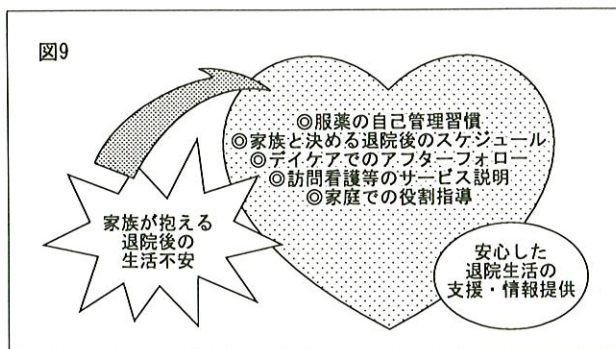 図9
◎服薬の自己管理習慣
◎家族と決める退院後のスケジュール
◎デイケアでのアフターフォロー
◎訪問看護等のサービス説明
◎家庭での役割指導
家族が抱える
退院後の
生活不安
安心した
退院生活の
支援・情報提供